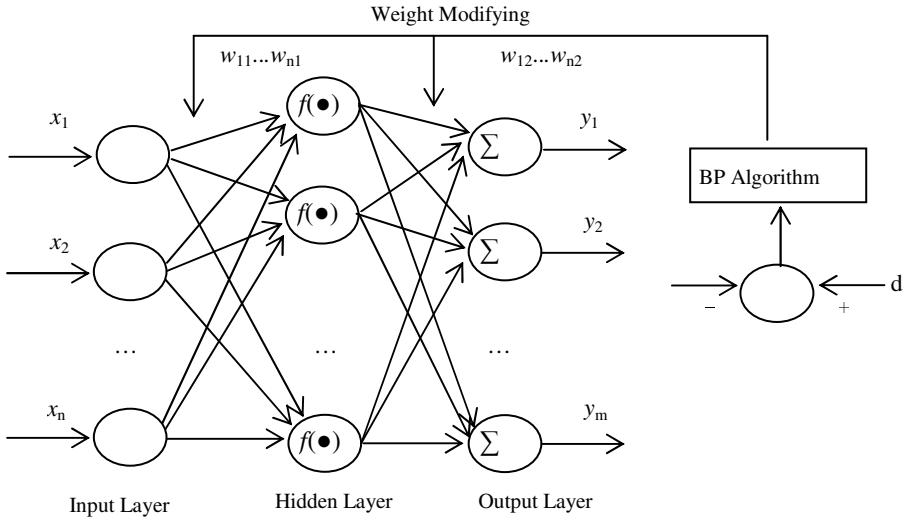 Weight Modifying
w11...wn1
w12...wn2
x1
f(●)
y1
Σ
BP Algorithm
x2
f(●)
y2
Σ
− + d
... ... ...
xn
f(●)
ym
Σ
Input Layer
Hidden Layer
Output Layer